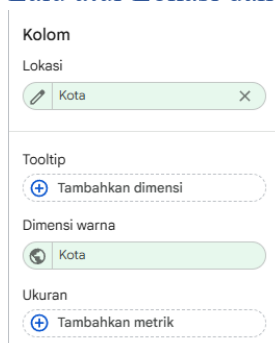 Kolom
Lokasi
Kota
Tooltip
Tambahkan dimensi
Dimensi warna
Kota
Ukuran
Tambahkan metrik